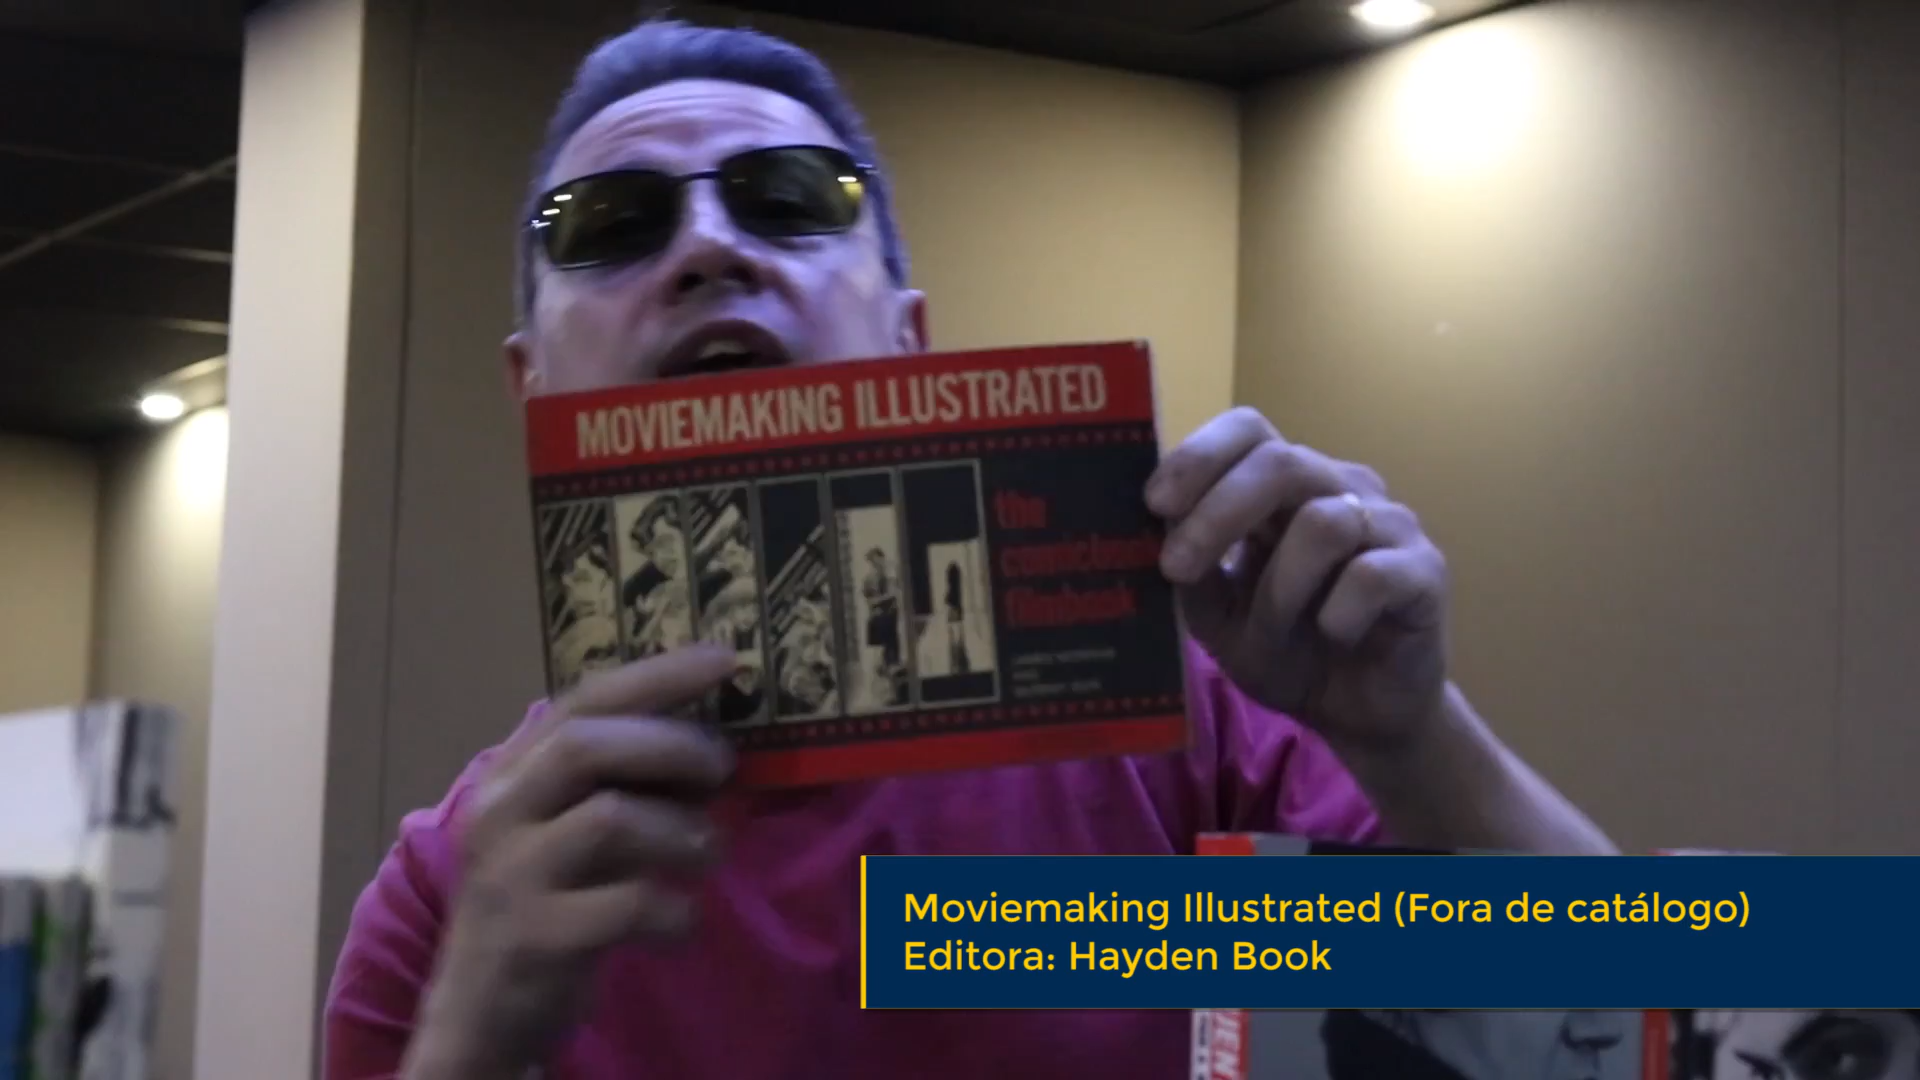 MOVIEMAKING ILLUSTRATED
the
comicbook
filmbook
Moviemaking Illustrated (Fora de catálogo)
Editora: Hayden Book